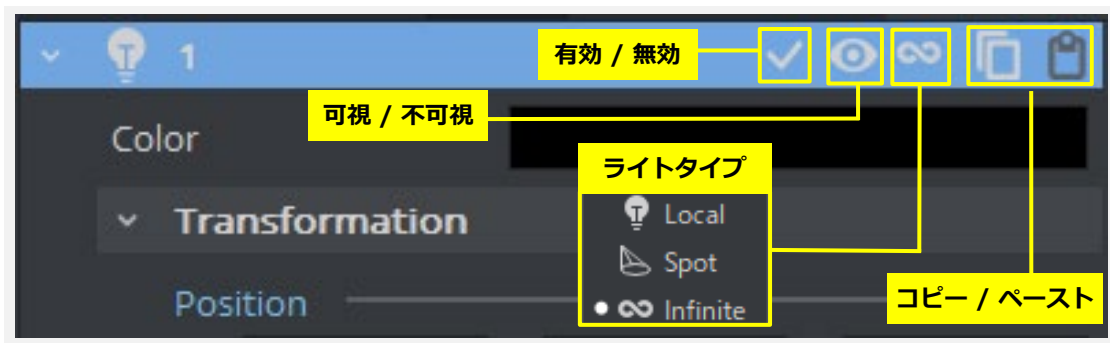 1
有効 / 無効
可視 / 不可視
Color
ライトタイプ
Local
Transformation
Spot
Position
Infinite
コピー / ペースト